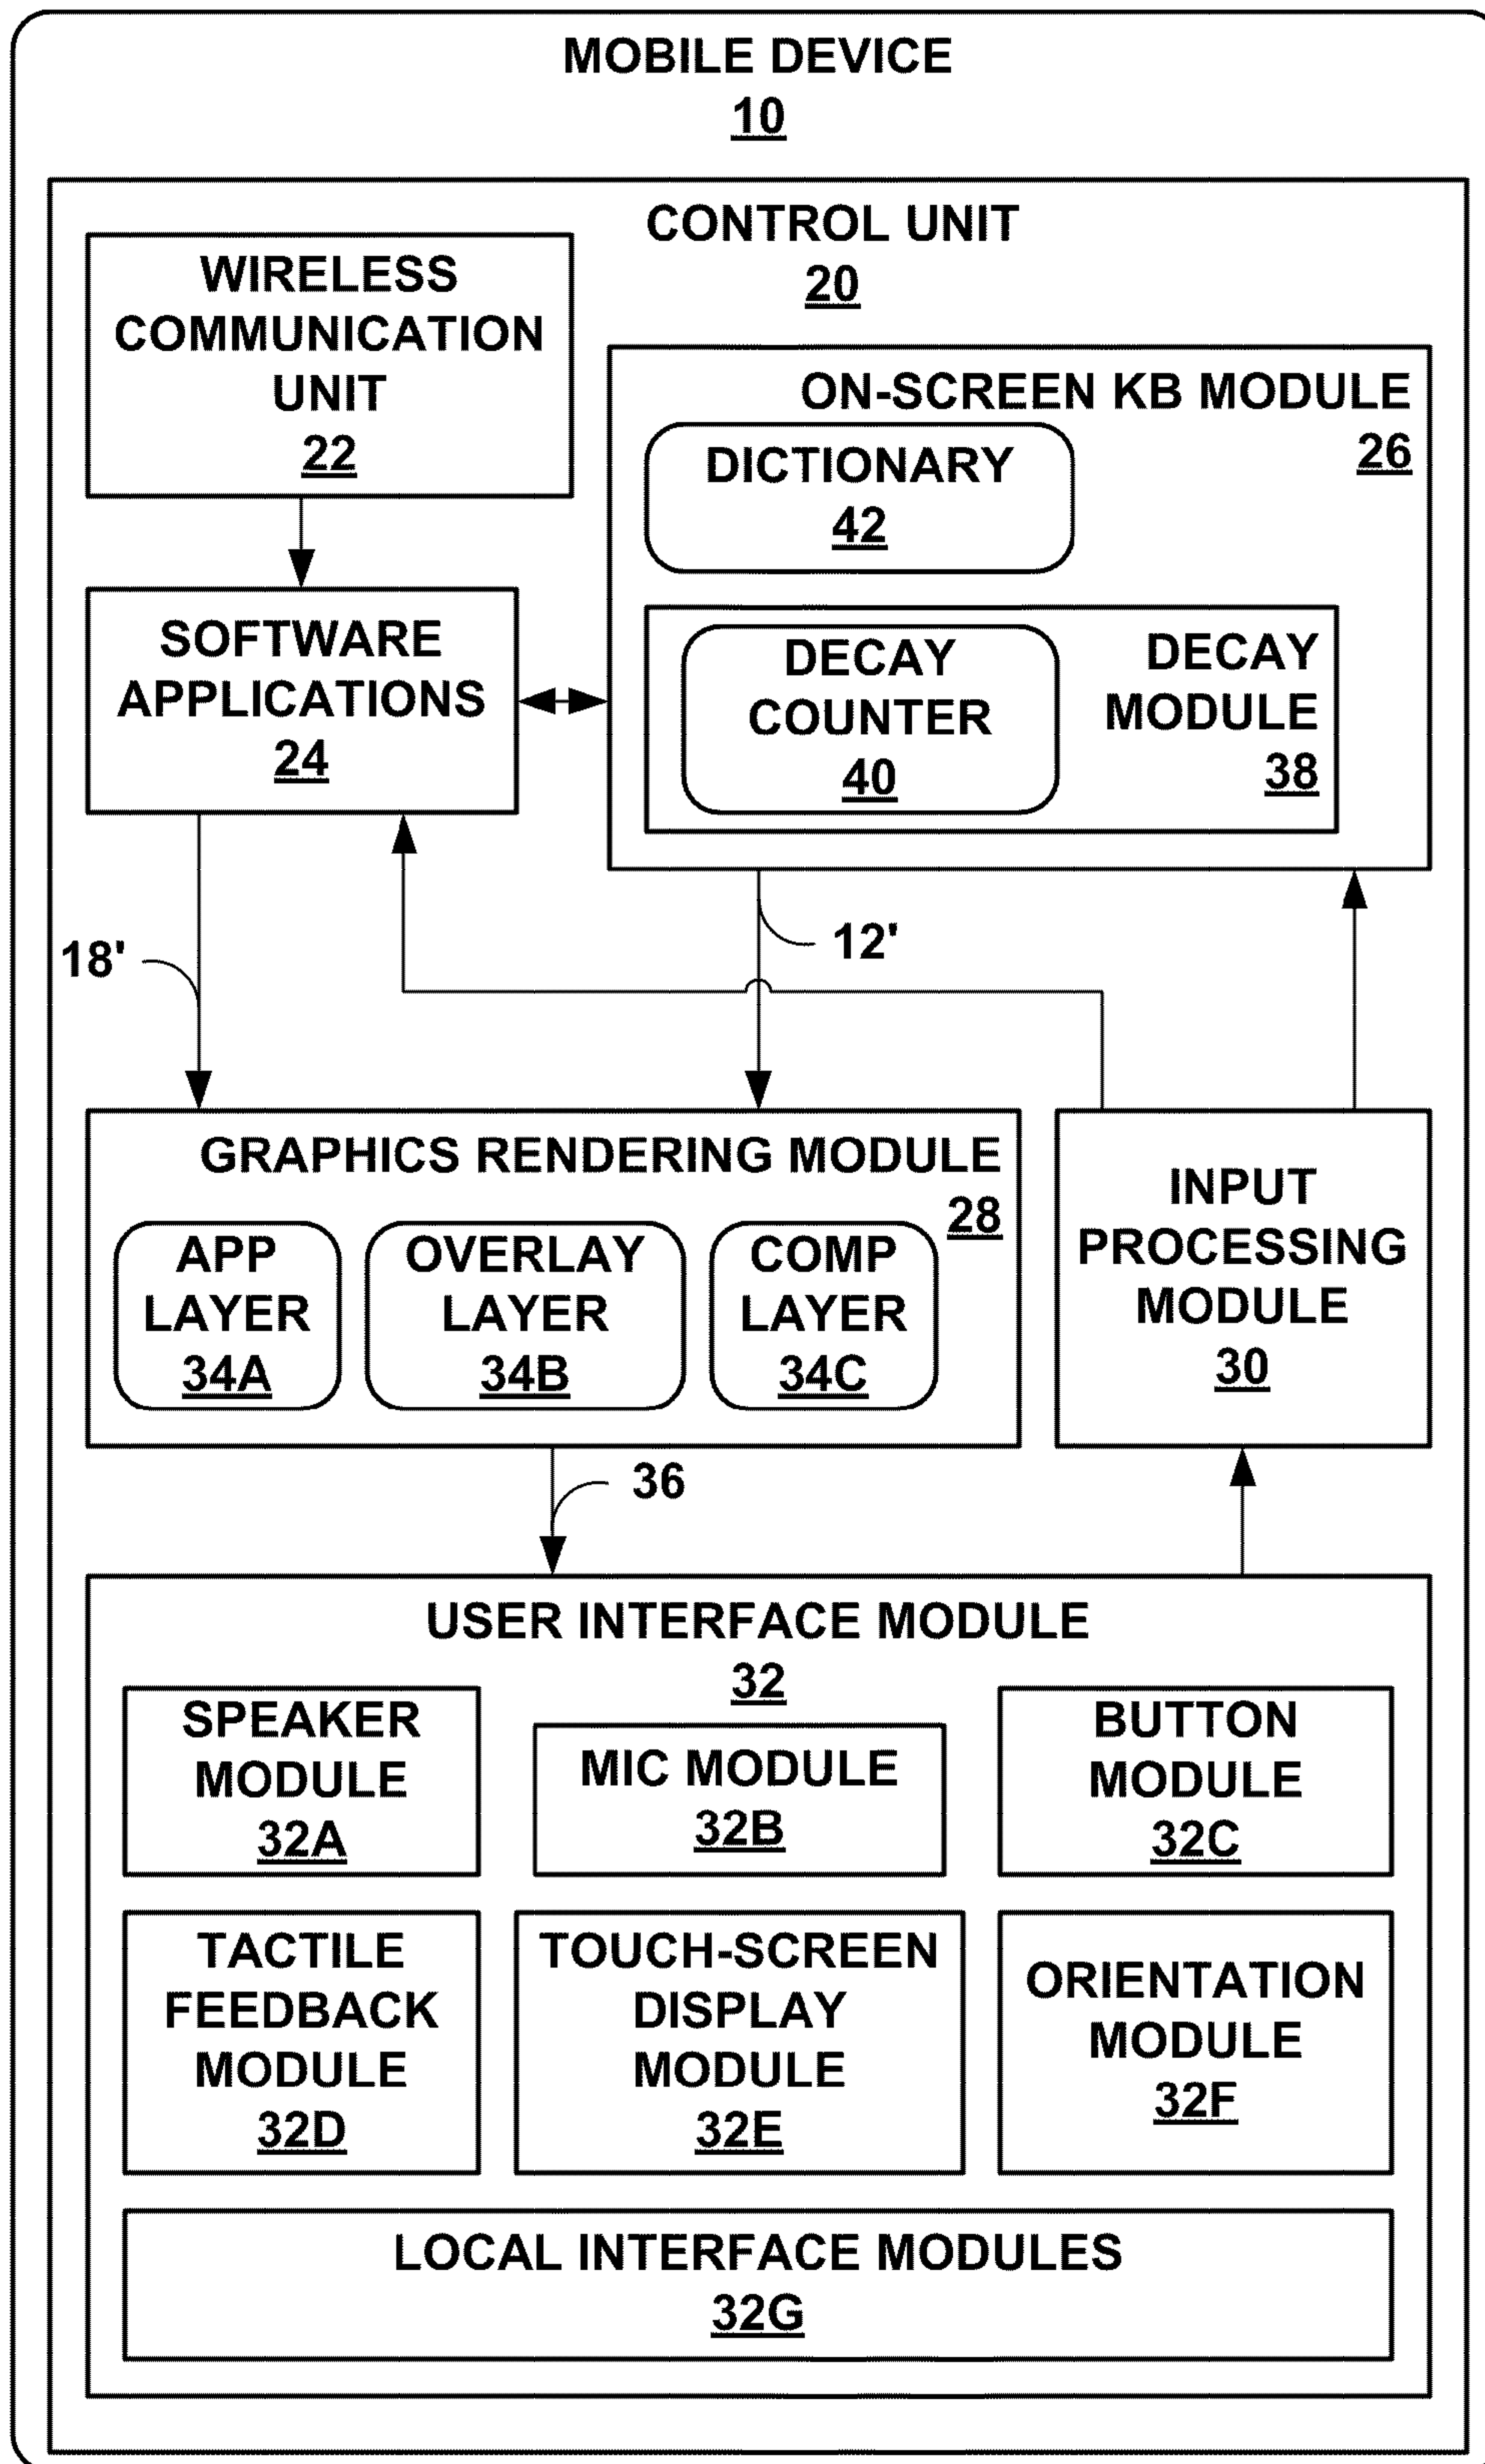 MOBILE DEVICE
10
CONTROL UNIT
20
WIRELESS
COMMUNICATION
UNIT
22
ON-SCREEN KB MODULE
26
DICTIONARY
42
SOFTWARE
APPLICATIONS
24
DECAY
COUNTER
40
DECAY
MODULE
38
18'
12'
GRAPHICS RENDERING MODULE
28
APP
LAYER
34A
OVERLAY
LAYER
34B
COMP
LAYER
34C
INPUT
PROCESSING
MODULE
30
36
USER INTERFACE MODULE
32
SPEAKER
MODULE
32A
MIC MODULE
32B
BUTTON
MODULE
32C
TACTILE
FEEDBACK
MODULE
32D
TOUCH-SCREEN
DISPLAY
MODULE
32E
ORIENTATION
MODULE
32F
LOCAL INTERFACE MODULES
32G